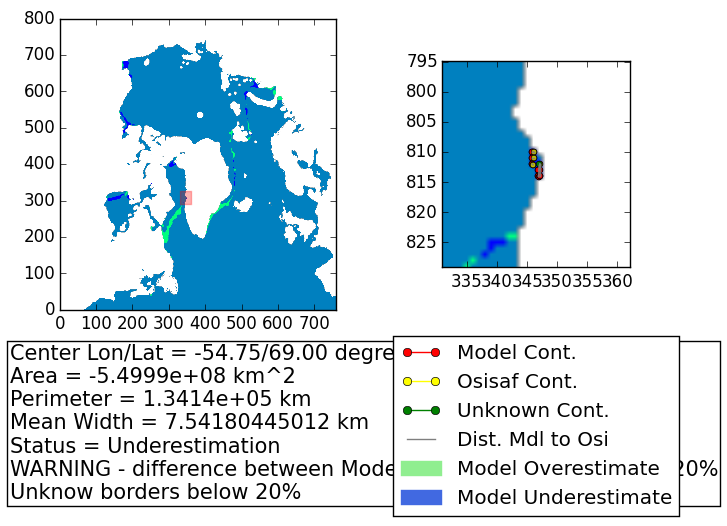 800
700
600
500
400
300
200
100
0
0 100 200 300 400 500 600 700
795
800
805
810
815
820
825
335 340 345 350 355 360
Center Lon/Lat = -54.75/69.00 degre
Area = -5.4999e+08 km^2
Perimeter = 1.3414e+05 km
Mean Width = 7.54180445012 km
Status = Underestimation
WARNING - difference between Mode 20%
Unknow borders below 20%
Model Cont.
Osisaf Cont.
Unknown Cont.
Dist. Mdl to Osi
Model Overestimate
Model Underestimate